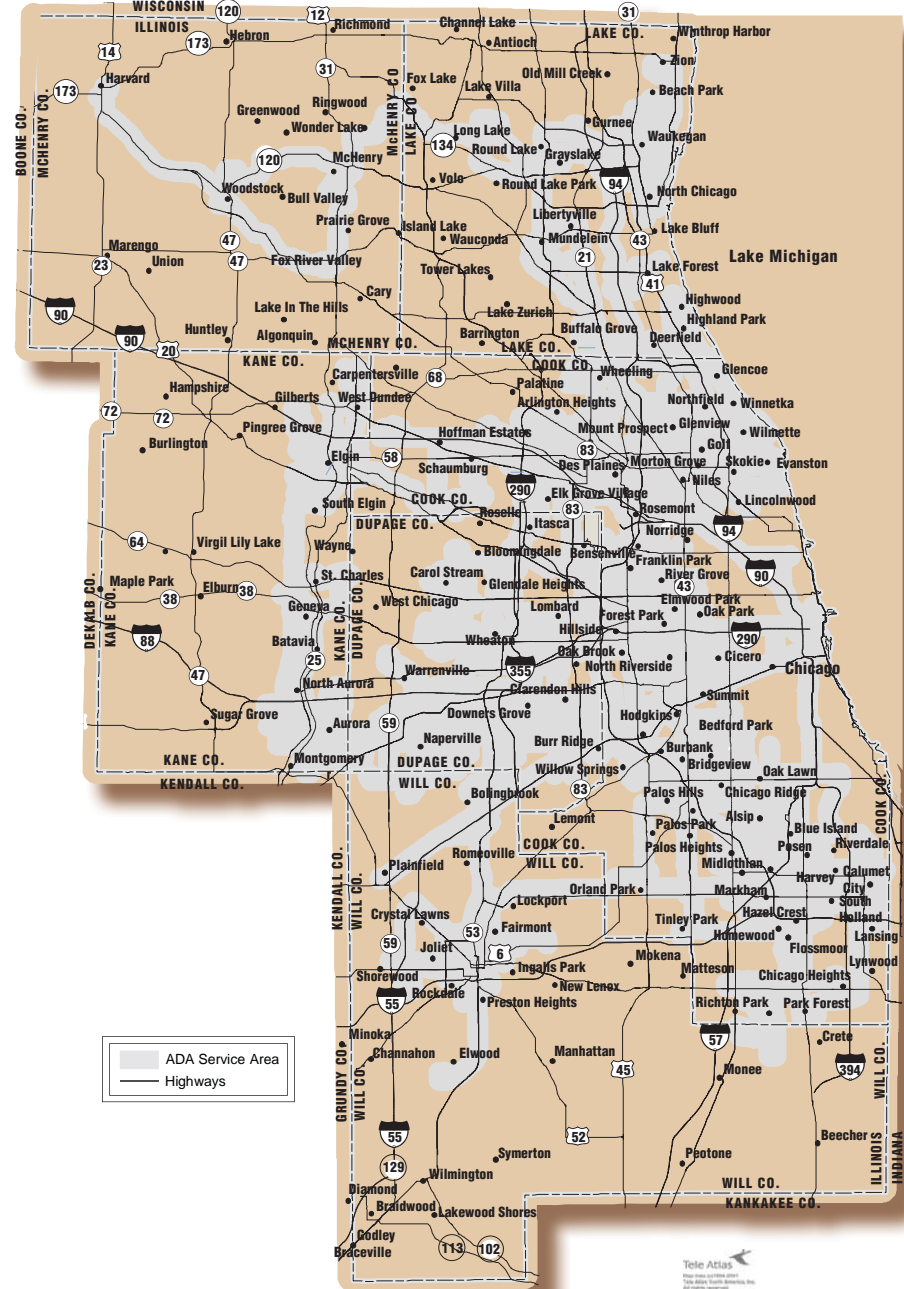 WISCONSIN
ILLINOIS
120
12
Richmond
Channel Lake
31
Winthrop Harbor
LAKE CO.
14
173
Hebron
Antioch
Zion
31
Harvard
173
Fox Lake
Old Mill Creek
Lake Villa
Beach Park
BOONE CO.
MCHENRY CO.
MCHENRY CO
LAKE CO
Greenwood
Ringwood
Wonder Lake
Gurnee
Long Lake
134
Round Lake
Grayslake
Waukegan
120
McHenry
Volo
Round Lake Park
94
Woodstock
Bull Valley
North Chicago
Prairie Grove
Island Lake
Libertyville
Lake Bluff
47
Wauconda
Mundelein
43
Marengo
Union
23
47
Fox River Valley
Tower Lakes
21
Lake Forest
41
Lake Michigan
Cary
90
Lake In The Hills
Lake Zurich
Highwood
Highland Park
Huntley
Algonquin
Barrington
Buffalo Grove
Deerfield
90
20
MCHENRY CO.
LAKE CO.
KANE CO.
COOK CO.
Carpentersville
68
Wheeling
Glencoe
Hampshire
Palatine
Gilberts
West Dundee
Arlington Heights
Northfield
Winnetka
72
72
Pingree Grove
Mount Prospect
Glenview
Wilmette
Burlington
Hoffman Estates
83
Golf
Elgin
58
Schaumburg
Des Plaines
Morton Grove
Skokie
Evanston
290
Niles
Elk Grove Village
South Elgin
COOK CO.
83
Lincolnwood
Roselle
Rosemont
DUPAGE CO.
Itasca
94
Norridge
64
Virgil
Lily Lake
Wayne
Bloomingdale
Bensenville
Franklin Park
90
Maple Park
38
Elburn
38
St. Charles
Carol Stream
Glendale Heights
River Grove
43
DEKALB CO.
KANE CO.
Geneva
KANE CO.
DUPAGE CO.
West Chicago
Lombard
Elmwood Park
Forest Park
Oak Park
88
Batavia
Wheaton
Hillside
290
25
Oak Brook
Cicero
47
North Aurora
Warrenville
355
North Riverside
Chicago
Clarendon Hills
Summit
Sugar Grove
Aurora
59
Downers Grove
Hodgkins
Bedford Park
Naperville
Burr Ridge
Burbank
KANE CO.
Montgomery
DUPAGE CO.
Willow Springs
Bridgeview
KENDALL CO.
WILL CO.
83
Oak Lawn
Bolingbrook
Palos Hills
Chicago Ridge
COOK CO.
Lemont
Alsip
Palos Park
Blue Island
COOK CO.
Palos Heights
Posen
Riverdale
KENDALL CO.
WILL CO.
Plainfield
Romeoville
WILL CO.
Midlothian
Harvey
Calumet
City
Orland Park
Markham
South
Holland
Lockport
Crystal Lawns
Tinley Park
Hazel Crest
53
Fairmont
Homewood
Lansing
59
Joliet
6
Flossmoor
Mokena
Lynwood
Shorewood
Ingalls Park
Matteson
Chicago Heights
Rockdale
New Lenox
55
Preston Heights
Richton Park
Park Forest
Minoka
57
Crete
ADA Service Area
Highways
GRUNDY CO.
WILL CO.
Channahon
Elwood
Manhattan
45
Monee
394
WILL CO.
55
52
Beecher
129
Symerton
Peotone
ILLINOIS
INDIANA
Wilmington
Diamond
WILL CO.
KANKAKEE CO.
Braidwood
Lakewood Shores
Godley
Braceville
113
102
Tele Atlas